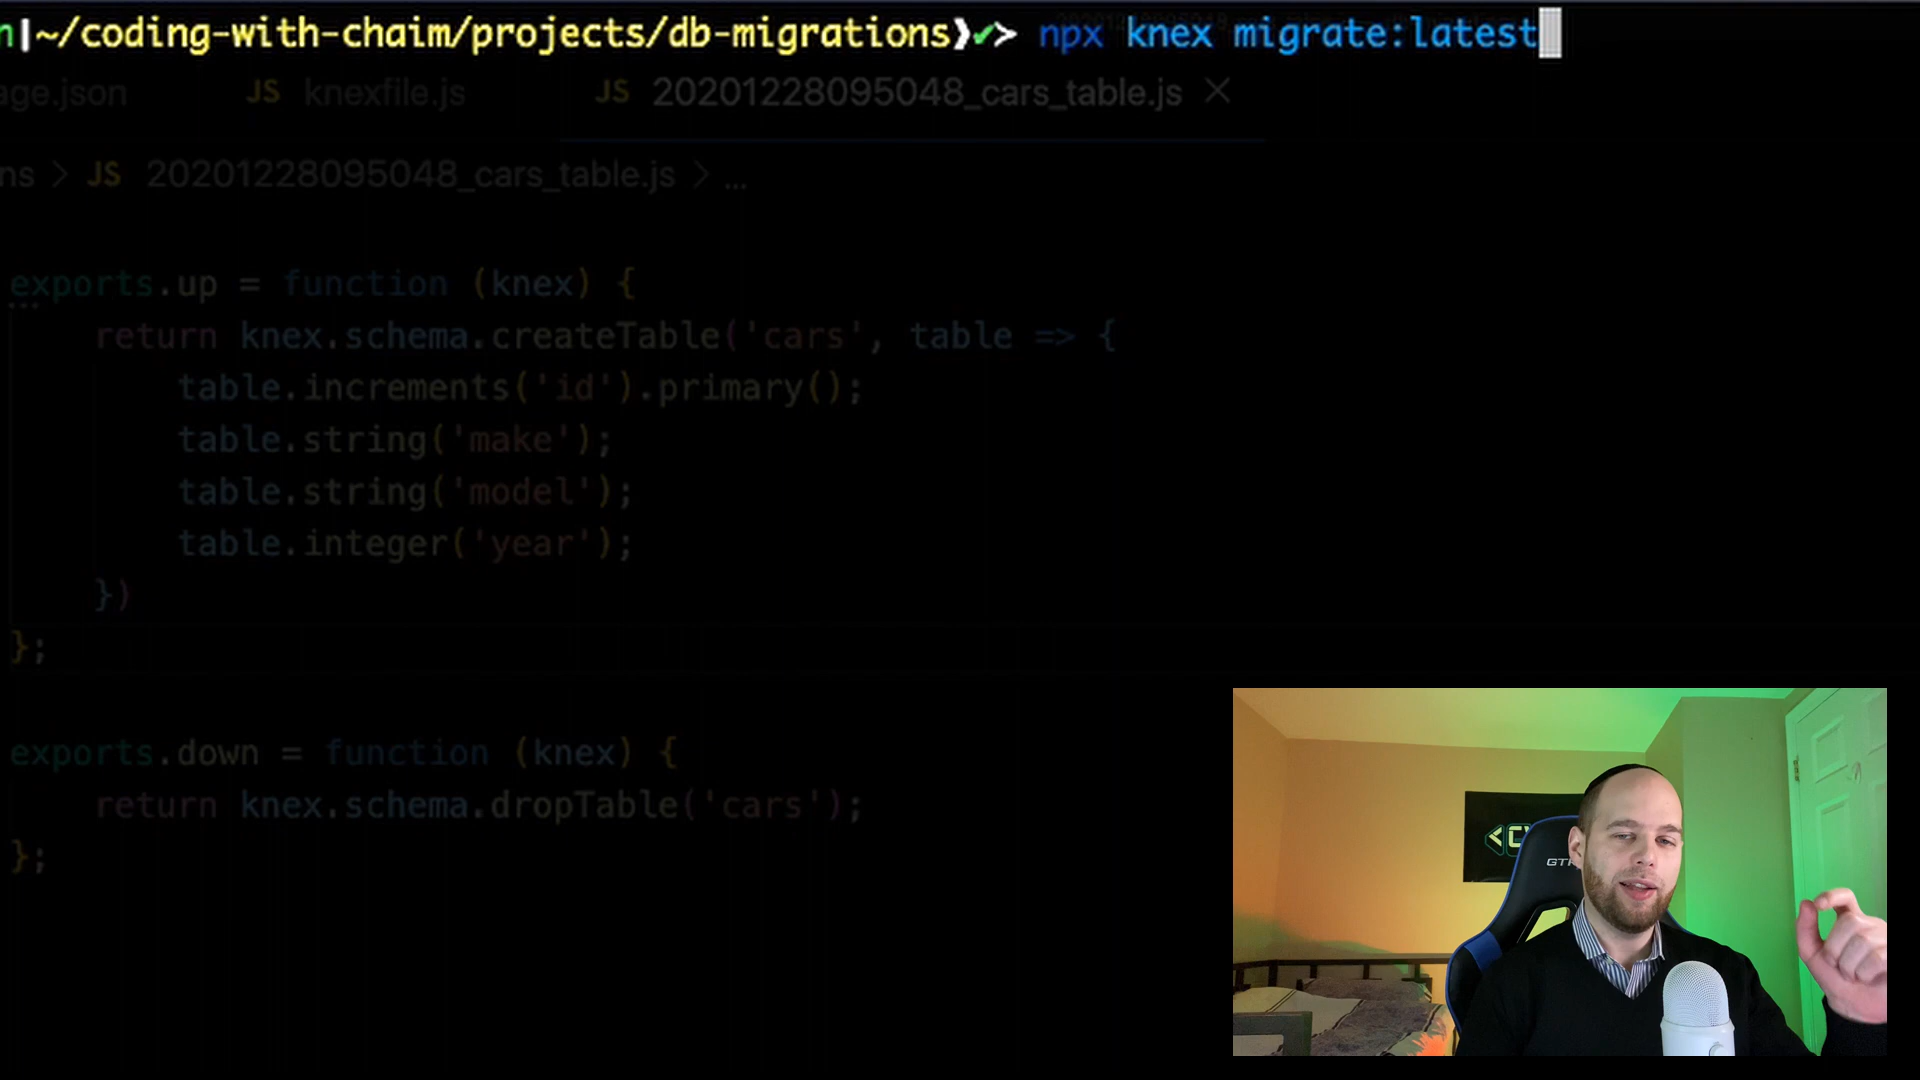 n|~/coding-with-chaim/projects/db-migrations}✔> npx knex migrate:latest
age.json JS knexfile.js JS 20201228095048_cars_table.js ×
ns > JS 20201228095048_cars_table.js > ...
exports.up = function (knex) {
return knex.schema.createTable('cars', table => {
table.increments('id').primary();
table.string('make');
table.string('model');
table.integer('year');
})
};
exports.down = function (knex) {
return knex.schema.dropTable('cars');
};